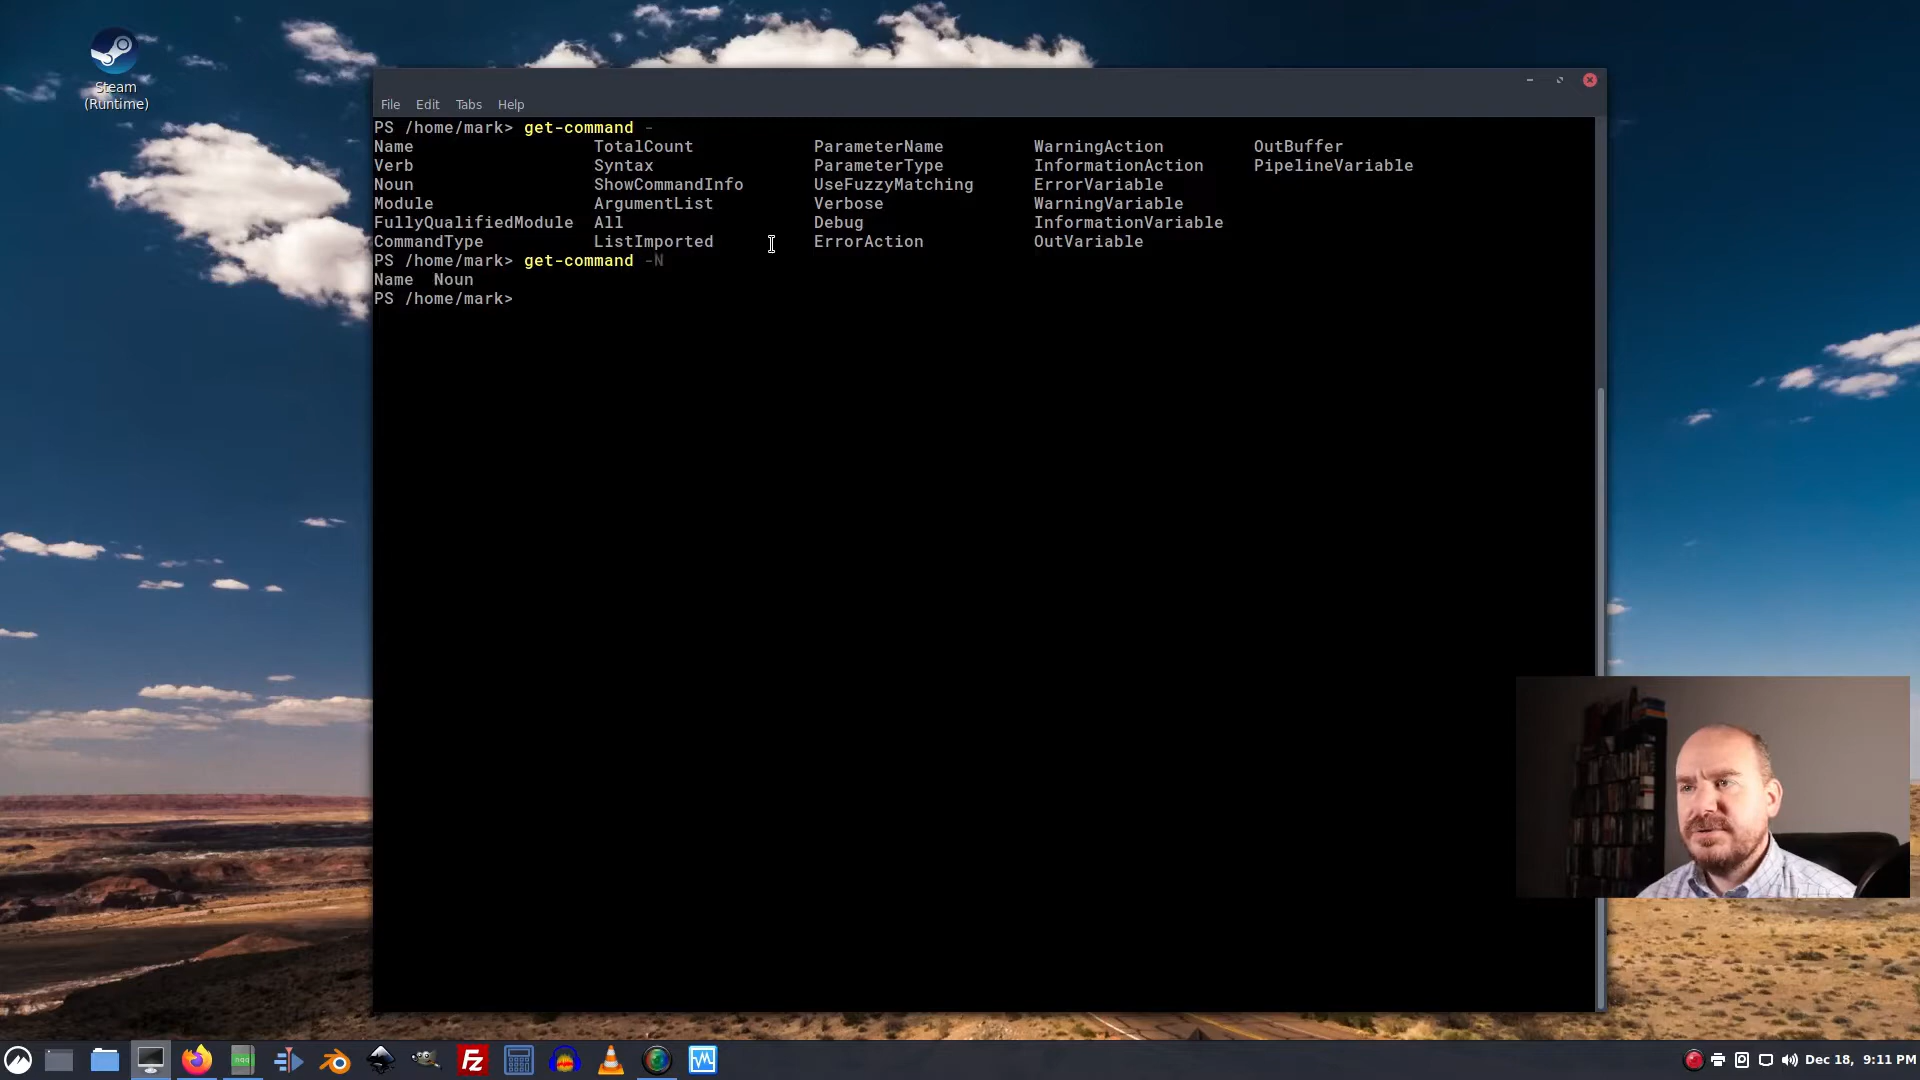 Steam
(Runtime)
File Edit Tabs Help
PS /home/mark> get-command -
Name TotalCount ParameterName WarningAction OutBuffer
Verb Syntax ParameterType InformationAction PipelineVariable
Noun ShowCommandInfo UseFuzzyMatching ErrorVariable
Module ArgumentList Verbose WarningVariable
FullyQualifiedModule All Debug InformationVariable
CommandType ListImported ErrorAction OutVariable
PS /home/mark> get-command -N
Name Noun
PS /home/mark>
hqq
Fz
Dec 18, 9:11 PM